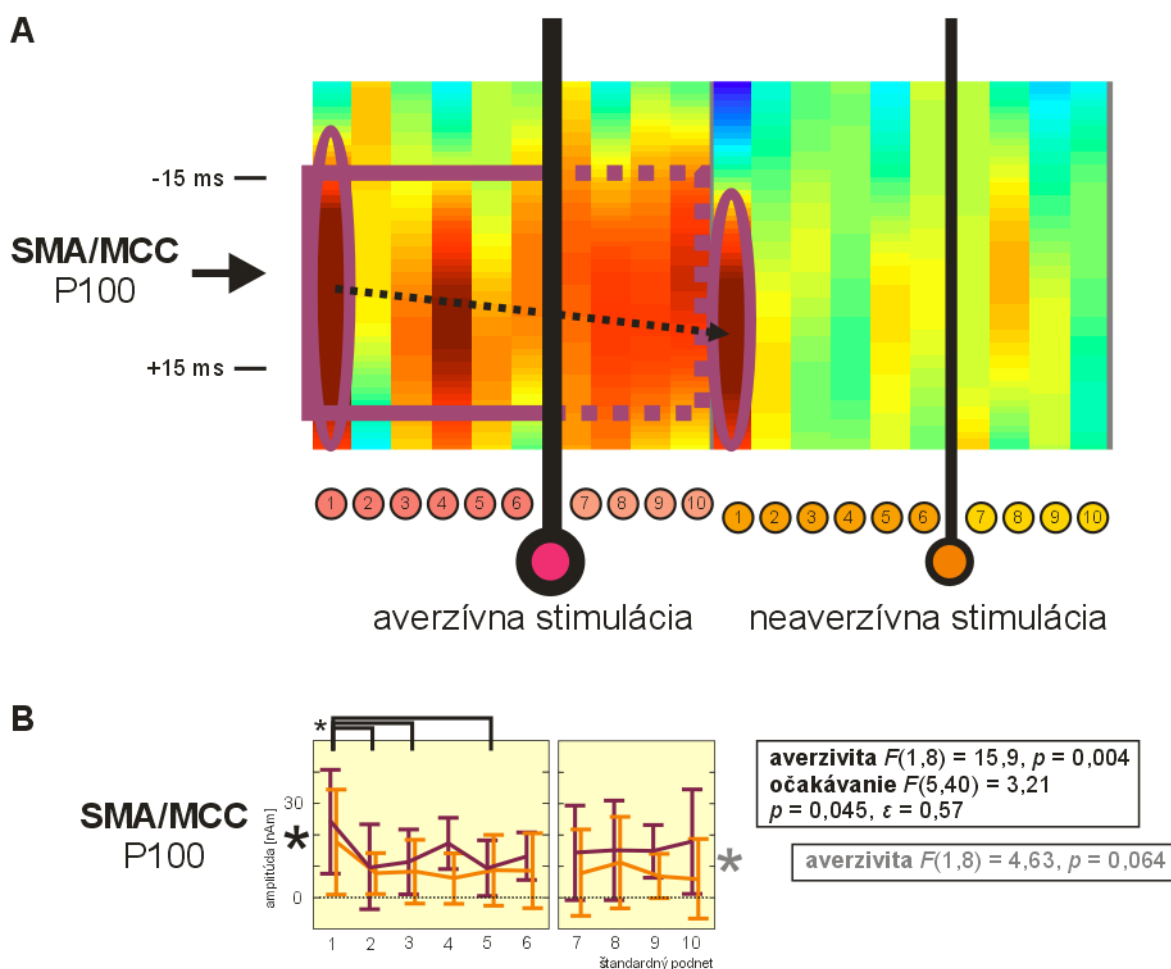 A
-15 ms
SMA/MCC
P100
+15 ms
1 2 3 4 5 6 7 8 9 10 1 2 3 4 5 6 7 8 9 10
averzívna stimulácia neaverzívna stimulácia
B
*
SMA/MCC
P100
*
amplitúda [nAm]
30
0
1 2 3 4 5 6 7 8 9 10
štandardný podnet
*
averzivita F(1,8) = 15,9, p = 0,004
očakávanie F(5,40) = 3,21
p = 0,045, ε = 0,57
averzivita F(1,8) = 4,63, p = 0,064